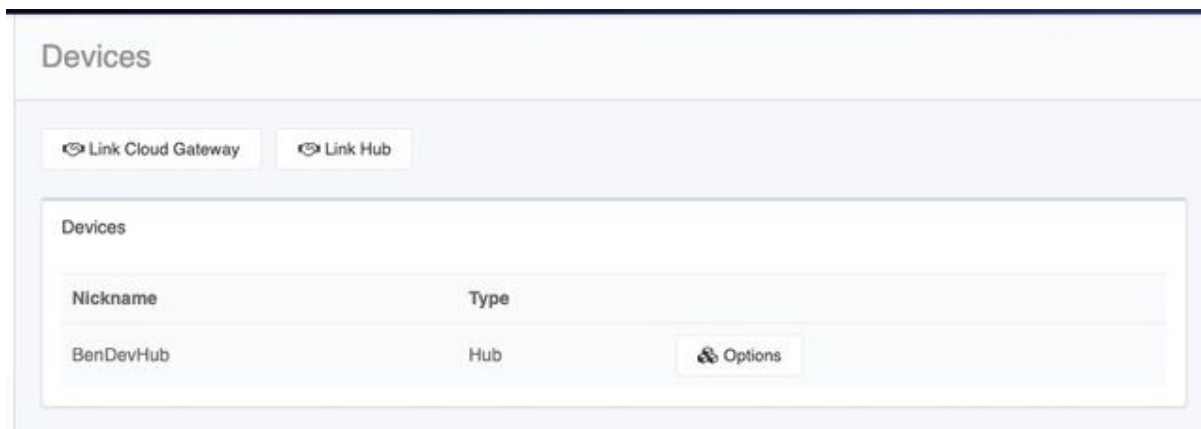 Devices
Link Cloud Gateway Link Hub
Devices
Nickname Type
BenDevHub Hub Options